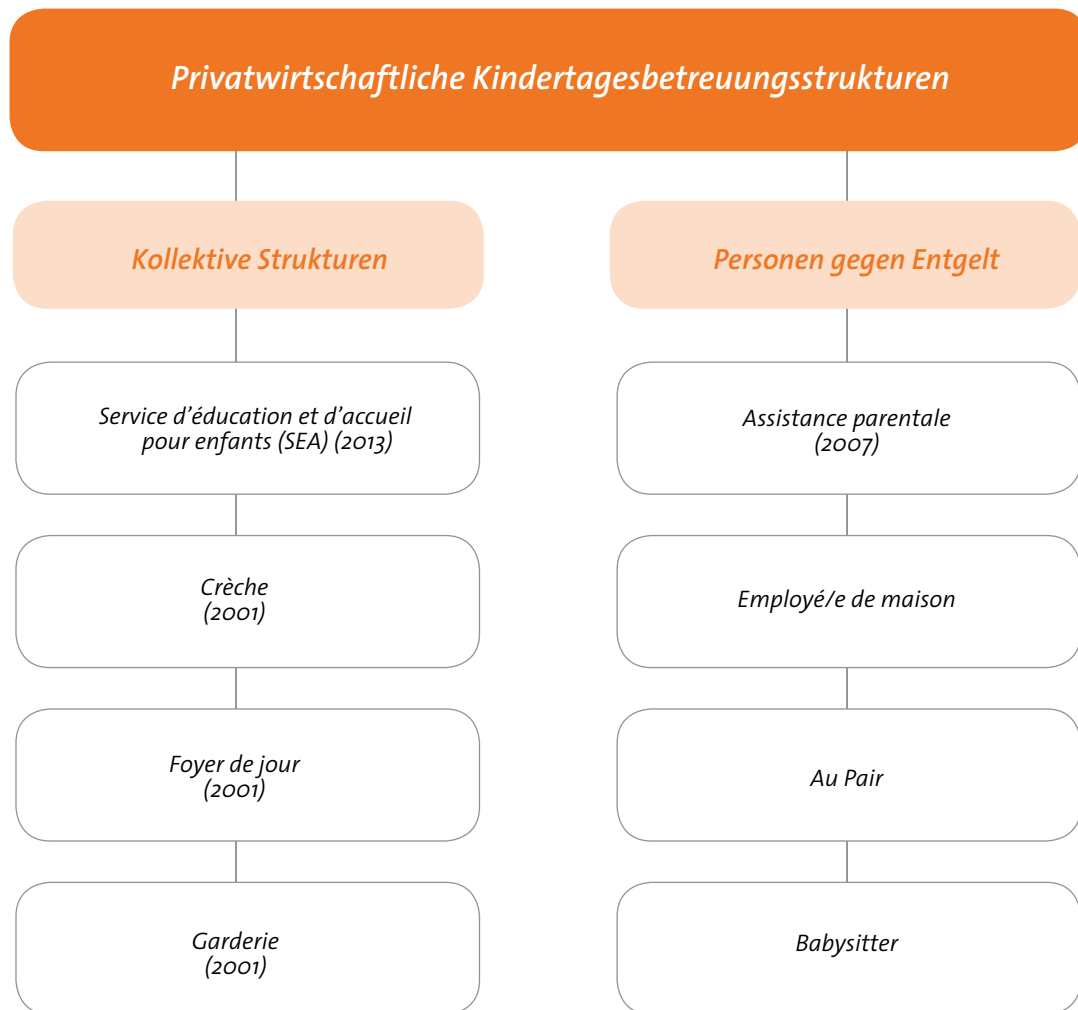 Privatwirtschaftliche Kindertagesbetreuungsstrukturen
Kollektive Strukturen
Service d’éducation et d’accueil
pour enfants (SEA) (2013)
Crèche
(2001)
Foyer de jour
(2001)
Garderie
(2001)
Personen gegen Entgelt
Assistance parentale
(2007)
Employé/e de maison
Au Pair
Babysitter